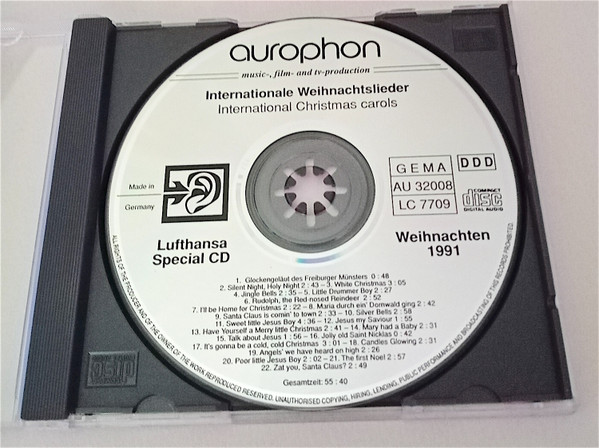 aurophon
music-, film- and tv-production
Internationale Weihnachtslieder
International Christmas carols
Made in
Germany
GEMA
DDD
AU 32008
LC 7709
COMPACT
disc
DIGITAL AUDIO
Lufthansa
Special CD
Weihnachten
1991
1. Glockengeläut des Freiburger Münsters 0 : 48
2. Silent Night, Holy Night 2 : 43 – 3. White Christmas 3 : 05
4. Jingle Bells 2 : 35 – 5. Little Drummer Boy 2 : 27
6. Rudolph, the Red-nosed Reindeer 2 : 52
7. I'll be Home for Christmas 2 : 22 – 8. Maria durch ein' Dornwald ging 2 : 42
9. Santa Claus is comin' to town 2 : 33 – 10. Silver Bells 2 : 58
11. Sweet little Jesus Boy 4 : 36 – 12. Jesus my Saviour 1 : 55
13. Have Yourself a Merry little Christmas 2 : 41 – 14. Mary had a Baby 2 : 31
15. Talk about Jesus 1 : 56 – 16. Jolly old Saint Nicklas 0 : 42
17. It's gonna be a cold, cold Christmas 3 : 01 – 18. Candles Glowing 2 : 21
19. Angels' we have heard on high 2 : 26
20. Poor little Jesus Boy 2 : 02 – 21. The first Noel 2 : 57
22. Zat you, Santa Claus? 2 : 49
Gesamtzeit: 55 : 40
ALL RIGHTS OF THE PRODUCER AND OF THE OWNER OF THE WORK REPRODUCED RESERVED. UNAUTHORISED COPYING, HIRING, LENDING, PUBLIC PERFORMANCE AND BROADCASTING OF THIS RECORD PROHIBITED.
COMPACT
disc